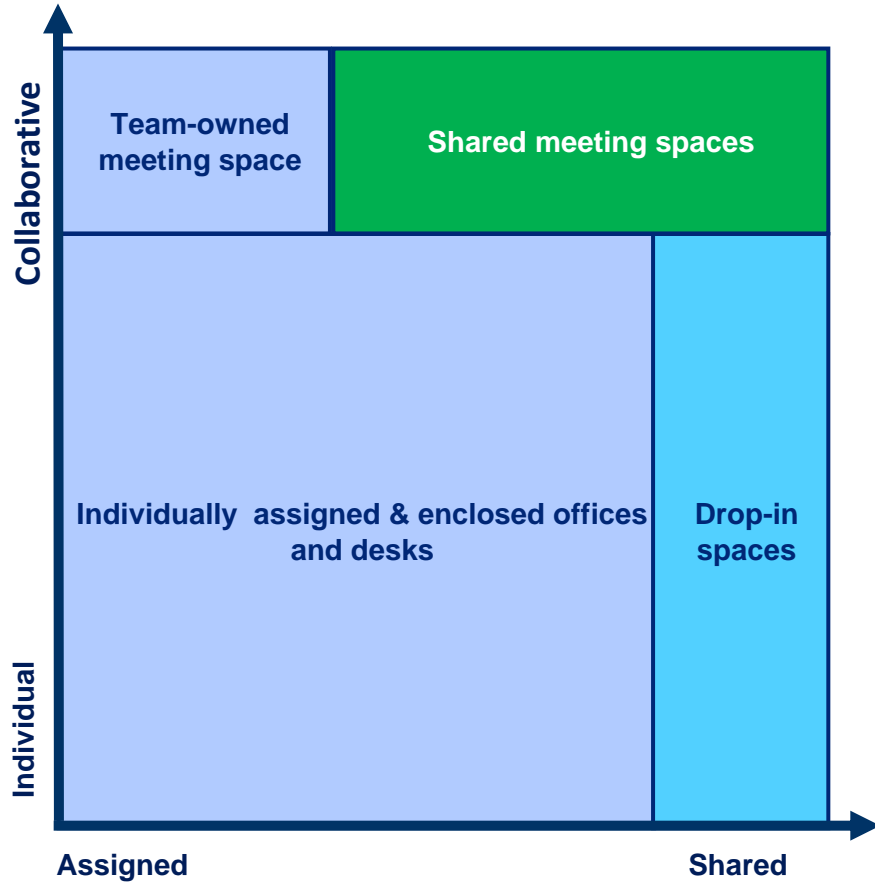 Collaborative
Team-owned
meeting space
Shared meeting spaces
Individually  assigned & enclosed offices
and desks
Drop-in
spaces
Individual
Assigned
Shared